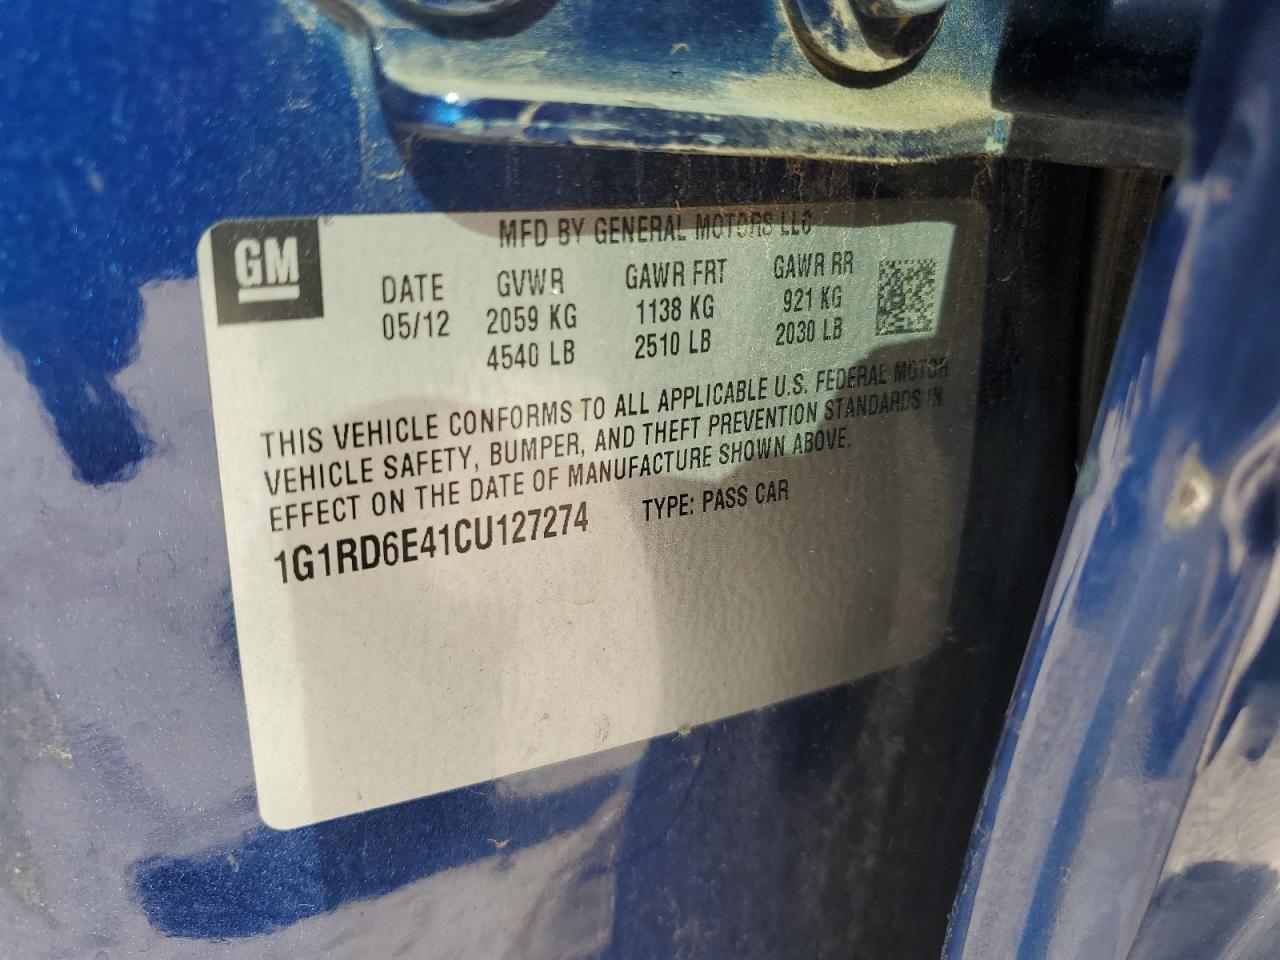 GM
MFD BY GENERAL MOTORS LLC
DATE GVWR GAWR FRT GAWR RR
05/12 2059 KG 1138 KG 921 KG
4540 LB 2510 LB 2030 LB
THIS VEHICLE CONFORMS TO ALL APPLICABLE U.S. FEDERAL MOTOR
VEHICLE SAFETY, BUMPER, AND THEFT PREVENTION STANDARDS IN
EFFECT ON THE DATE OF MANUFACTURE SHOWN ABOVE.
1G1RD6E41CU127274 TYPE: PASS CAR